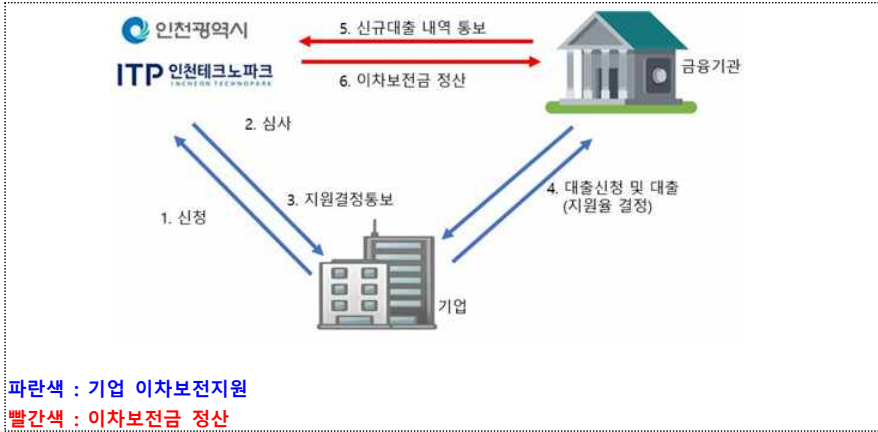 인천광역시
ITP 인천테크노파크
INCHEON TECHNOPARK
5. 신규대출 내역 통보
6. 이차보전금 정산
금융기관
2. 심사
3. 지원결정통보
1. 신청
4. 대출신청 및 대출
(지원율 결정)
기업
파란색 : 기업 이차보전지원
빨간색 : 이차보전금 정산